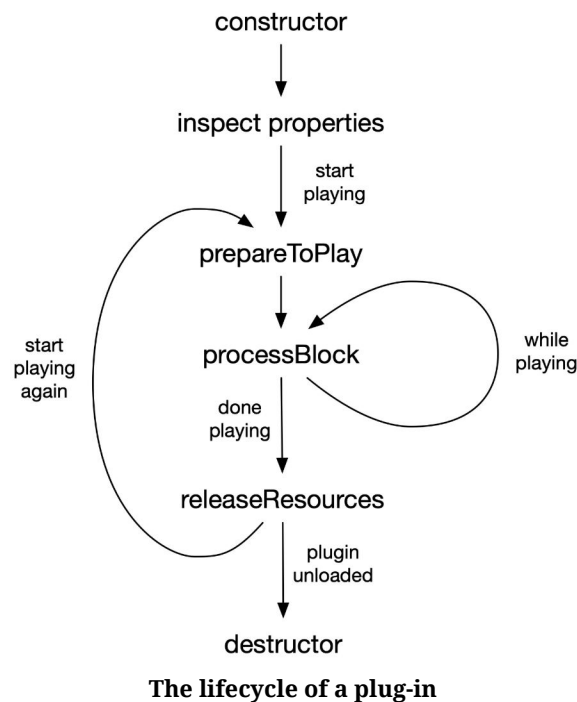 constructor
inspect properties
start
playing
prepareToPlay
start
playing
again
processBlock
while
playing
done
playing
releaseResources
plugin
unloaded
destructor
The lifecycle of a plug-in